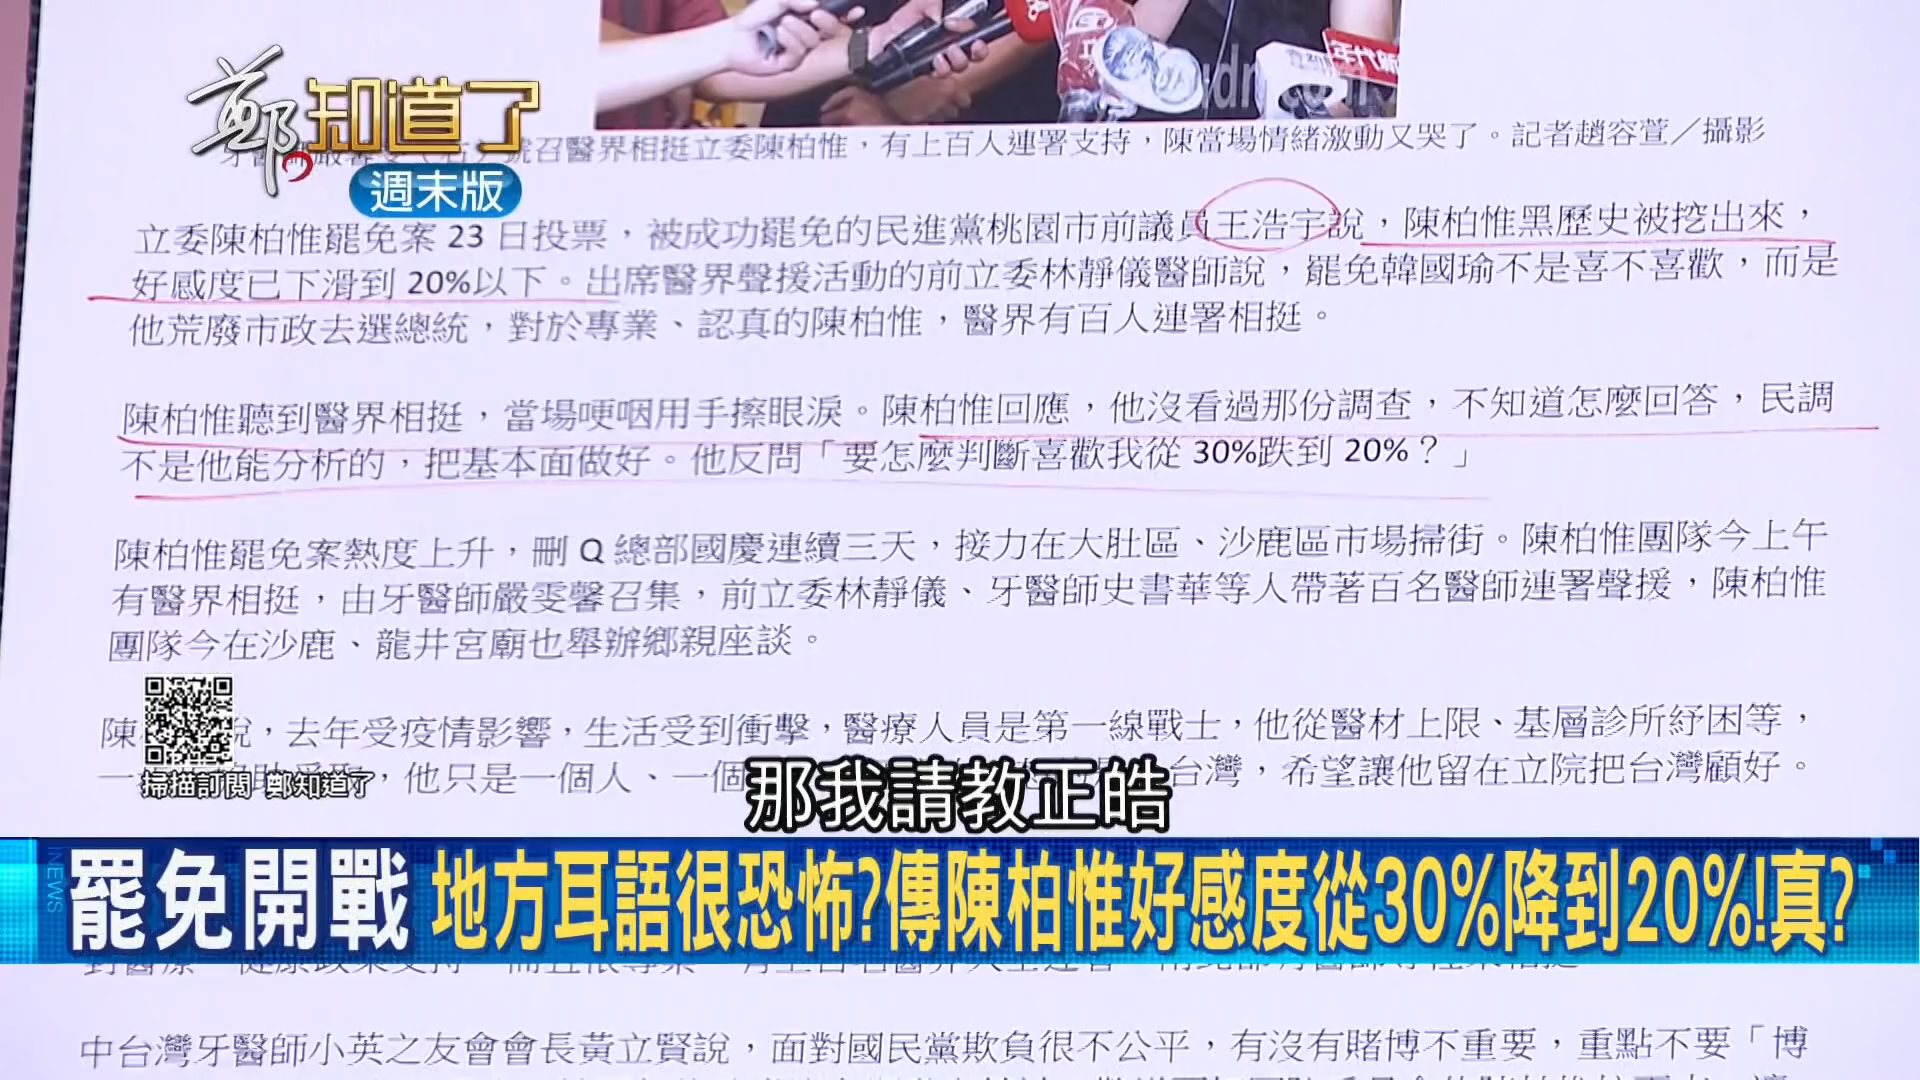 鄭知道了
週末版
udn.com
號召醫界相挺立委陳柏惟，有上百人連署支持，陳當場情緒激動又哭了。記者趙容萱／攝影
立委陳柏惟罷免案 23 日投票，被成功罷免的民進黨桃園市前議員王浩宇說，陳柏惟黑歷史被挖出來，
好感度已下滑到 20%以下。出席醫界聲援活動的前立委林靜儀醫師說，罷免韓國瑜不是喜不喜歡，而是
他荒廢市政去選總統，對於專業、認真的陳柏惟，醫界有百人連署相挺。
陳柏惟聽到醫界相挺，當場哽咽用手擦眼淚。陳柏惟回應，他沒看過那份調查，不知道怎麼回答，民調
不是他能分析的，把基本面做好。他反問「要怎麼判斷喜歡我從 30%跌到 20%？」
陳柏惟罷免案熱度上升，刪 Q 總部國慶連續三天，接力在大肚區、沙鹿區市場掃街。陳柏惟團隊今上午
有醫界相挺，由牙醫師嚴雯馨召集，前立委林靜儀、牙醫師史書華等人帶著百名醫師連署聲援，陳柏惟
團隊今在沙鹿、龍井宮廟也舉辦鄉親座談。
陳 說，去年受疫情影響，生活受到衝擊，醫療人員是第一線戰士，他從醫材上限、基層診所紓困等，
一 ，他只是一個人、一個 台灣，希望讓他留在立院把台灣顧好。
掃描訂閱 鄭知道了
那我請教正皓
NEWS
罷免開戰 地方耳語很恐怖?傳陳柏惟好感度從30%降到20%!真?
中台灣牙醫師小英之友會會長黃立賢說，面對國民黨欺負很不公平，有沒有賭博不重要，重點不要「博